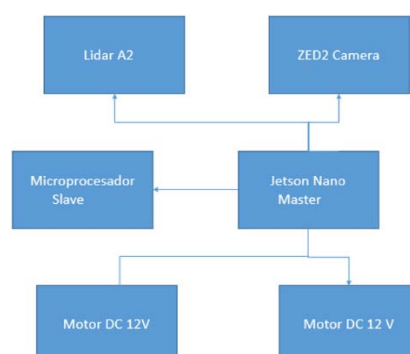 Lidar A2
ZED2 Camera
Microprocesador
Slave
Jetson Nano
Master
Motor DC 12V
Motor DC 12 V